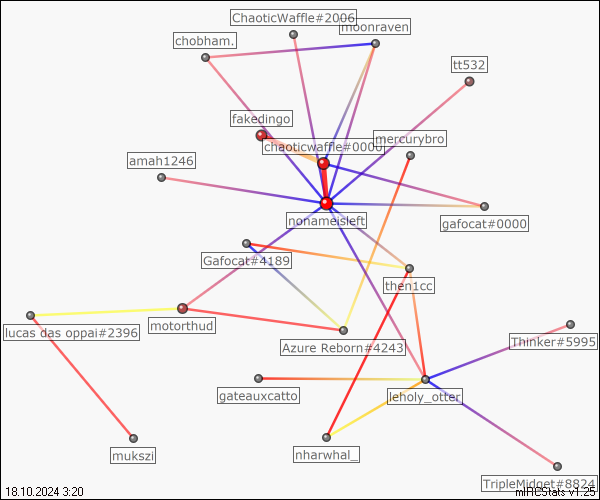 ChaoticWaffle#2006
moonraven
chobham.
tt532
fakedingo
mercurybro
chaoticwaffle#0000
amah1246
nonameisleft
gafocat#0000
Gafocat#4189
then1cc
lucas das oppai#2396
motorthud
Azure Reborn#4243
Thinker#5995
gateauxcatto
leholy_otter
mukszi
nharwhal_
TripleMidget#8824
18.10.2024 3:20
mIRCStats v1.25